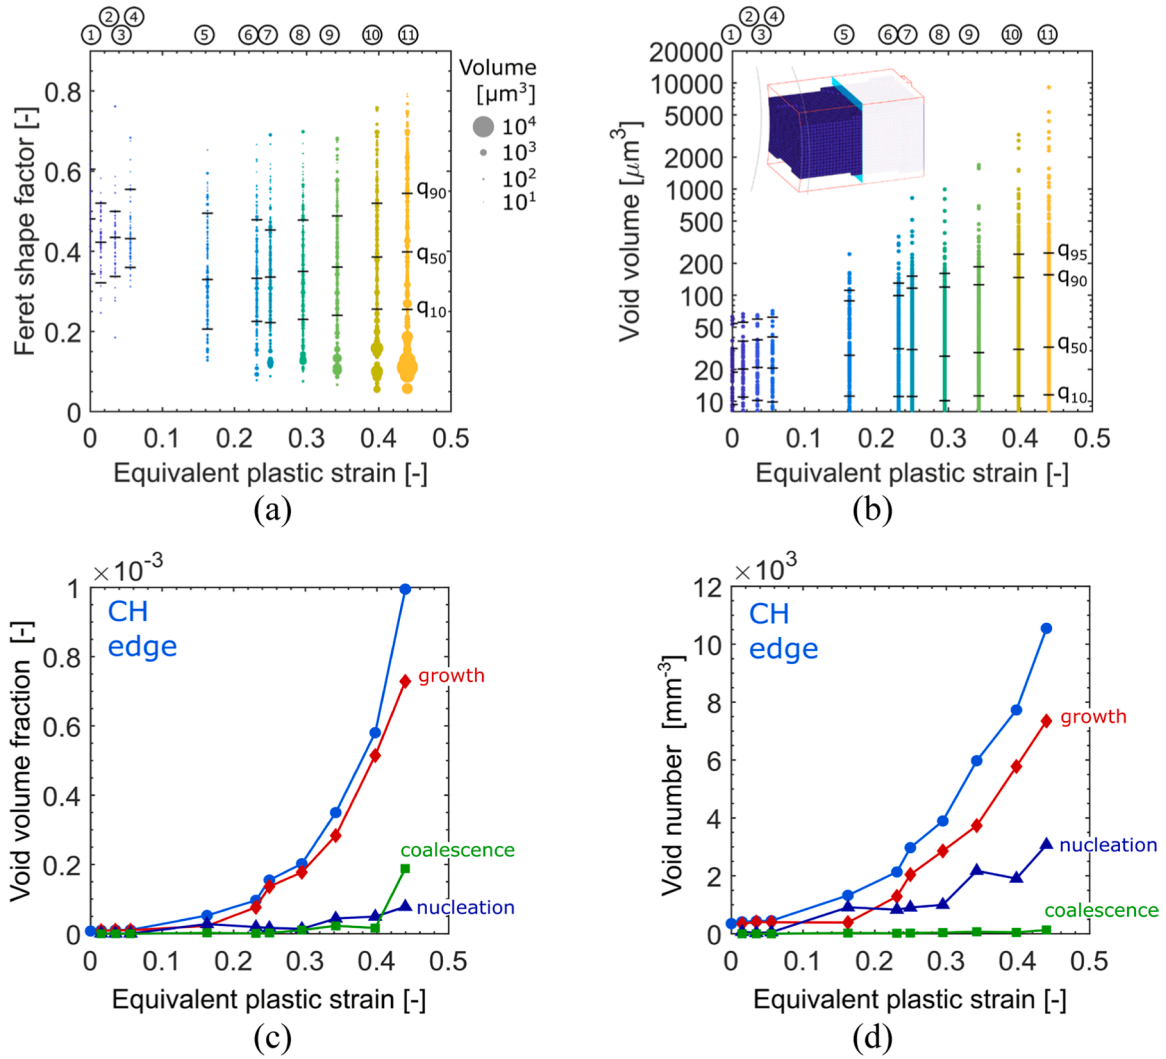 ② ④
① ③ ⑤ ⑥ ⑦ ⑧ ⑨ ⑩ ⑪
Feret shape factor [-]
0.8
0.6
0.4
0.2
0
q90
q50
q10
Volume
[µm³]
10⁴
10³
10²
10¹
0 0.1 0.2 0.3 0.4 0.5
Equivalent plastic strain [-]
(a)
② ④
① ③ ⑤ ⑥ ⑦ ⑧ ⑨ ⑩ ⑪
Void volume [µm³]
20000
10000
5000
2000
1000
500
200
100
50
20
10
q95
q90
q50
q10
0 0.1 0.2 0.3 0.4 0.5
Equivalent plastic strain [-]
(b)
×10⁻³
Void volume fraction [-]
1
0.8
0.6
0.4
0.2
0
CH
edge
growth
coalescence
nucleation
0 0.1 0.2 0.3 0.4 0.5
Equivalent plastic strain [-]
(c)
×10³
Void number [mm⁻³]
12
10
8
6
4
2
0
CH
edge
growth
nucleation
coalescence
0 0.1 0.2 0.3 0.4 0.5
Equivalent plastic strain [-]
(d)